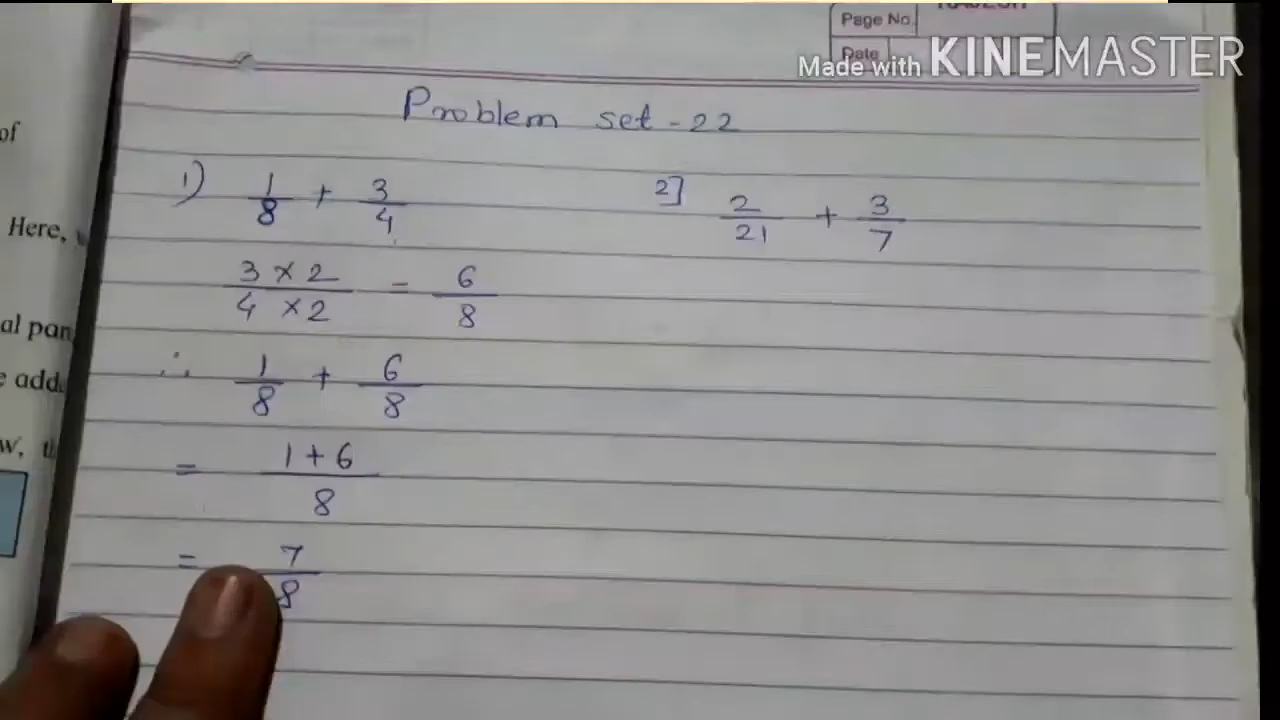 Page No.
Date
Made with KINEMASTER
Problem set - 22
1) 1/8 + 3/4
3 × 2 / 4 × 2 = 6/8
∴ 1/8 + 6/8
= 1 + 6 / 8
= 7/8
2] 2/21 + 3/7
of
Here,
al pan
e add
w, th